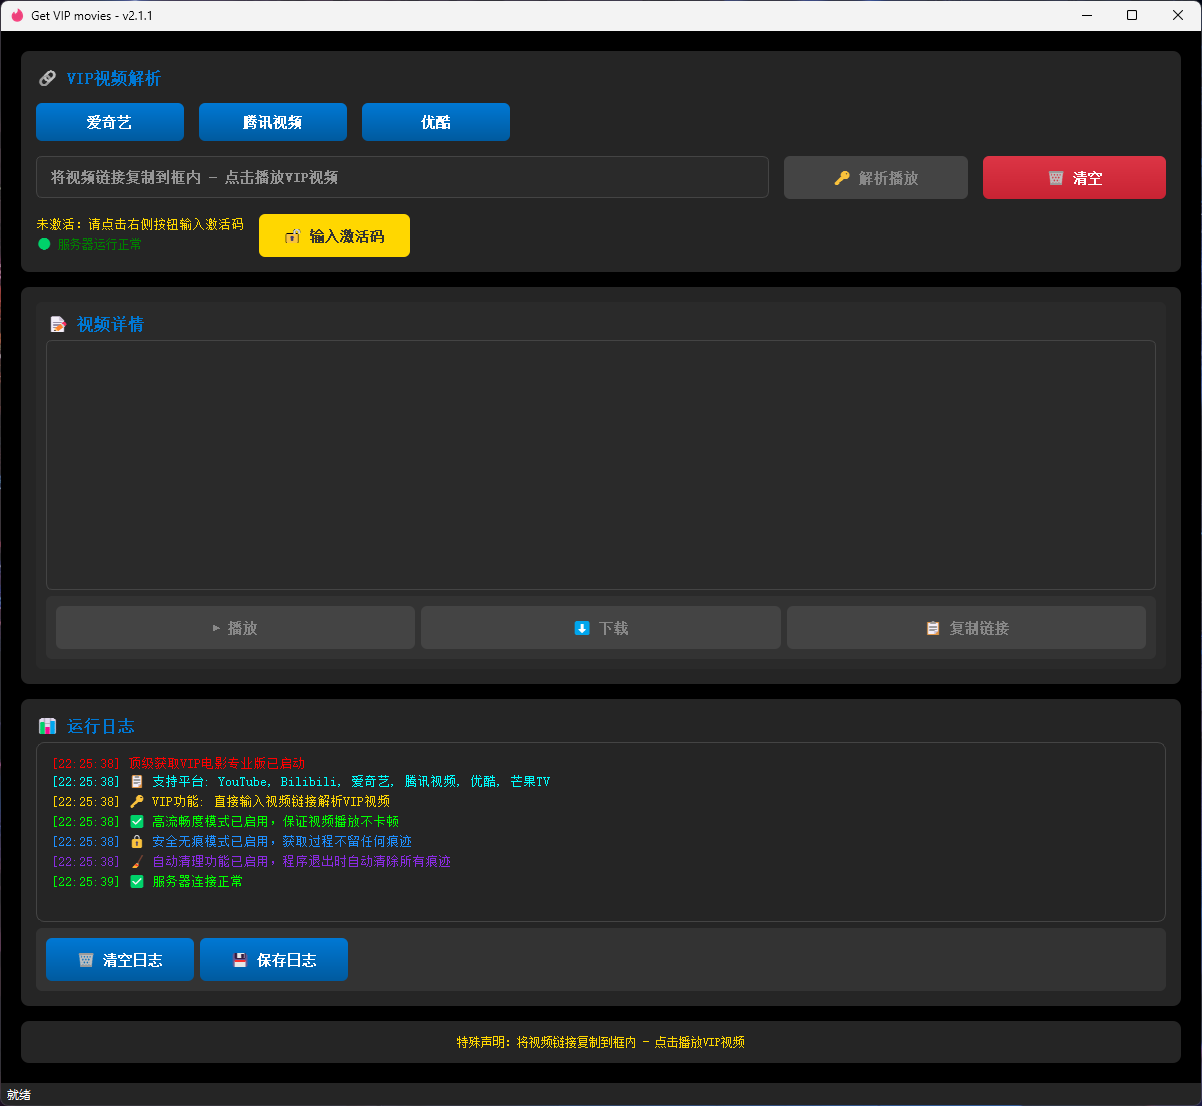 Get VIP movies - v2.1.1
VIP视频解析
爱奇艺 腾讯视频 优酷
将视频链接复制到框内 - 点击播放VIP视频 解析播放 清空
未激活: 请点击右侧按钮输入激活码
服务器运行正常
输入激活码
视频详情
播放 下载 复制链接
运行日志
[22:25:38] 顶级获取VIP电影专业版已启动
[22:25:38] 支持平台: YouTube, Bilibili, 爱奇艺, 腾讯视频, 优酷, 芒果TV
[22:25:38] VIP功能: 直接输入视频链接解析VIP视频
[22:25:38] 高流畅度模式已启用，保证视频播放不卡顿
[22:25:38] 安全无痕模式已启用，获取过程不留任何痕迹
[22:25:38] 自动清理功能已启用，程序退出时自动清除所有痕迹
[22:25:39] 服务器连接正常
清空日志 保存日志
特殊声明: 将视频链接复制到框内 - 点击播放VIP视频
就绪